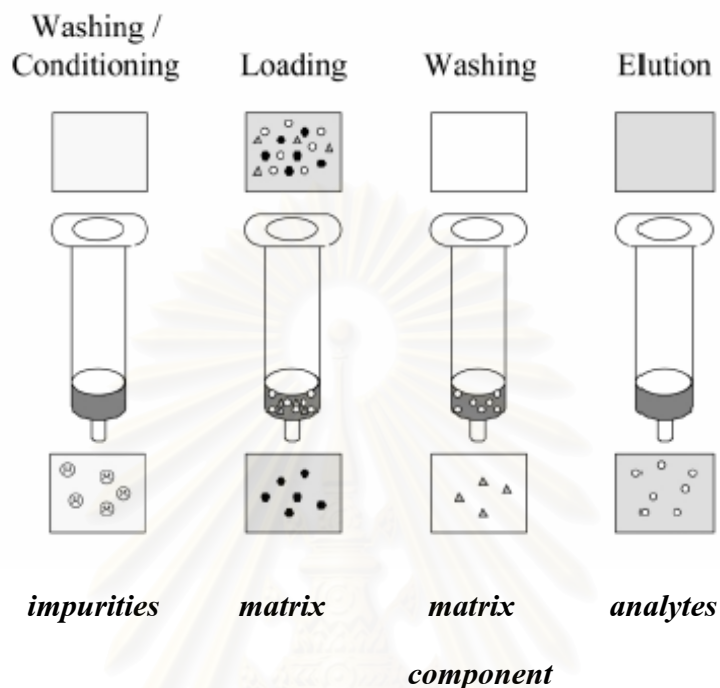 Washing /
Conditioning
Loading
Washing
Elution
impurities
matrix
matrix
component
analytes